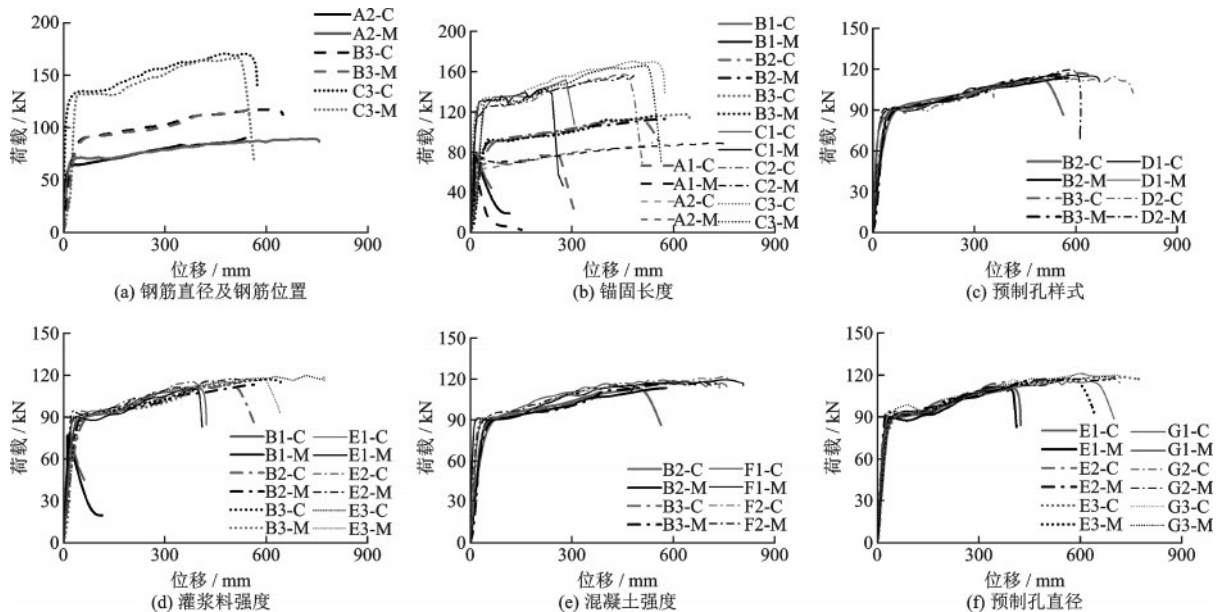 200
150
100
50
0
荷载 / kN
0 300 600 900
位移 / mm
A2-C
A2-M
B3-C
B3-M
C3-C
C3-M
(a) 钢筋直径及钢筋位置
200
160
120
80
40
0
荷载 / kN
0 300 600 900
位移 / mm
A1-C
A1-M
A2-C
A2-M
B1-C
B1-M
B2-C
B2-M
B3-C
B3-M
C1-C
C1-M
C2-C
C2-M
C3-C
C3-M
(b) 锚固长度
150
120
90
60
30
0
荷载 / kN
0 300 600 900
位移 / mm
B2-C D1-C
B2-M D1-M
B3-C D2-C
B3-M D2-M
(c) 预制孔样式
150
120
90
60
30
0
荷载 / kN
0 300 600 900
位移 / mm
B1-C E1-C
B1-M E1-M
B2-C E2-C
B2-M E2-M
B3-C E3-C
B3-M E3-M
(d) 灌浆料强度
150
120
90
60
30
0
荷载 / kN
0 300 600 900
位移 / mm
B2-C F1-C
B2-M F1-M
B3-C F2-C
B3-M F2-M
(e) 混凝土强度
150
120
90
60
30
0
荷载 / kN
0 300 600 900
位移 / mm
E1-C G1-C
E1-M G1-M
E2-C G2-C
E2-M G2-M
E3-C G3-C
E3-M G3-M
(f) 预制孔直径